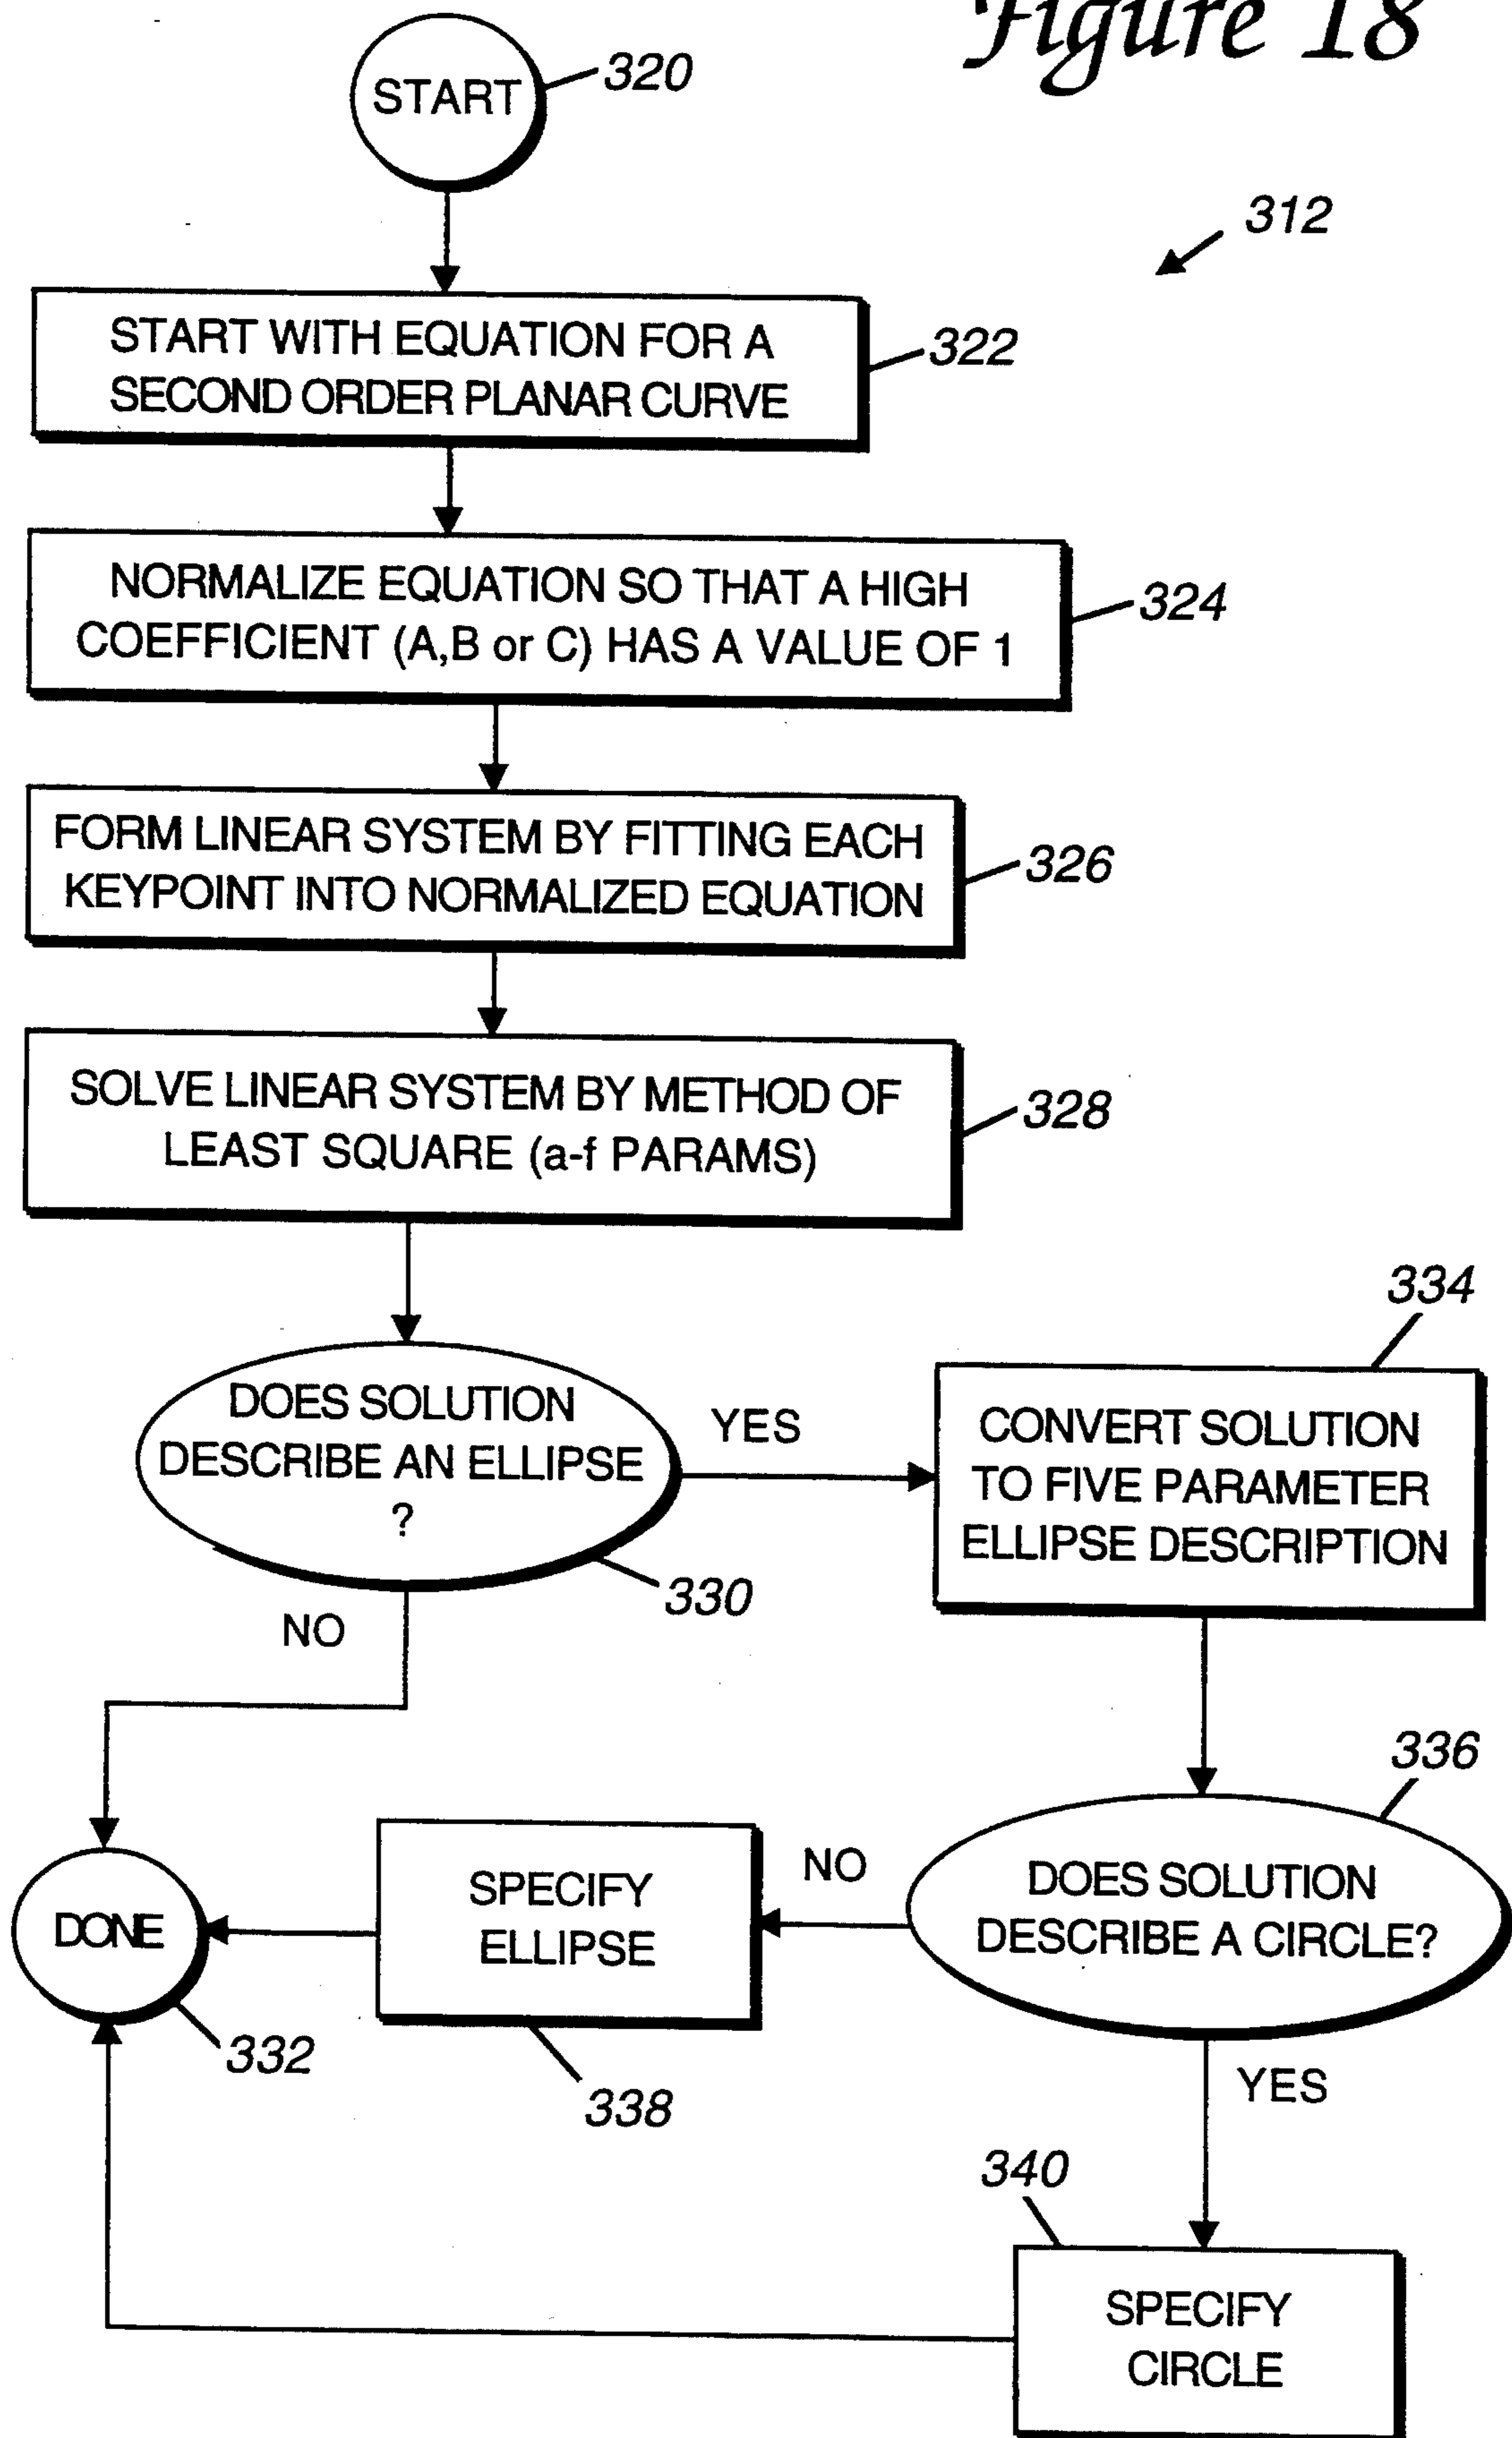 Figure 18
START
320
312
START WITH EQUATION FOR A
SECOND ORDER PLANAR CURVE
322
NORMALIZE EQUATION SO THAT A HIGH
COEFFICIENT (A,B or C) HAS A VALUE OF 1
324
FORM LINEAR SYSTEM BY FITTING EACH
KEYPOINT INTO NORMALIZED EQUATION
326
SOLVE LINEAR SYSTEM BY METHOD OF
LEAST SQUARE (a-f PARAMS)
328
DOES SOLUTION
DESCRIBE AN ELLIPSE
?
330
YES
NO
334
CONVERT SOLUTION
TO FIVE PARAMETER
ELLIPSE DESCRIPTION
336
DOES SOLUTION
DESCRIBE A CIRCLE?
NO
SPECIFY
ELLIPSE
338
DONE
332
YES
340
SPECIFY
CIRCLE